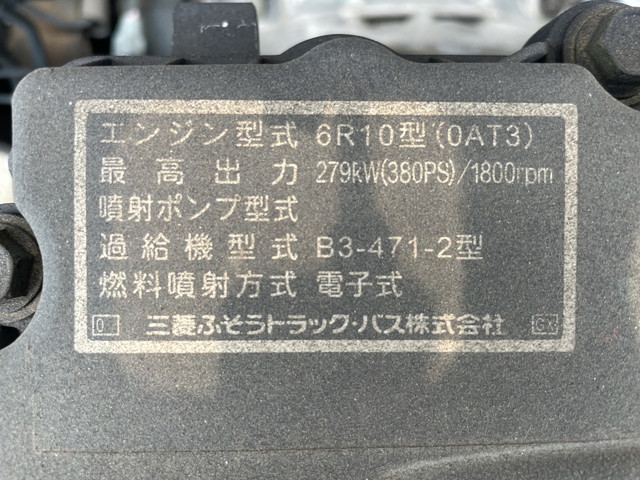 エンジン型式 6R10型(0AT3)
最高出力 279kW(380PS)/1800rpm
噴射ポンプ型式
過給機型式 B3-471-2型
燃料噴射方式 電子式
0 三菱ふそうトラック・バス株式会社 GX